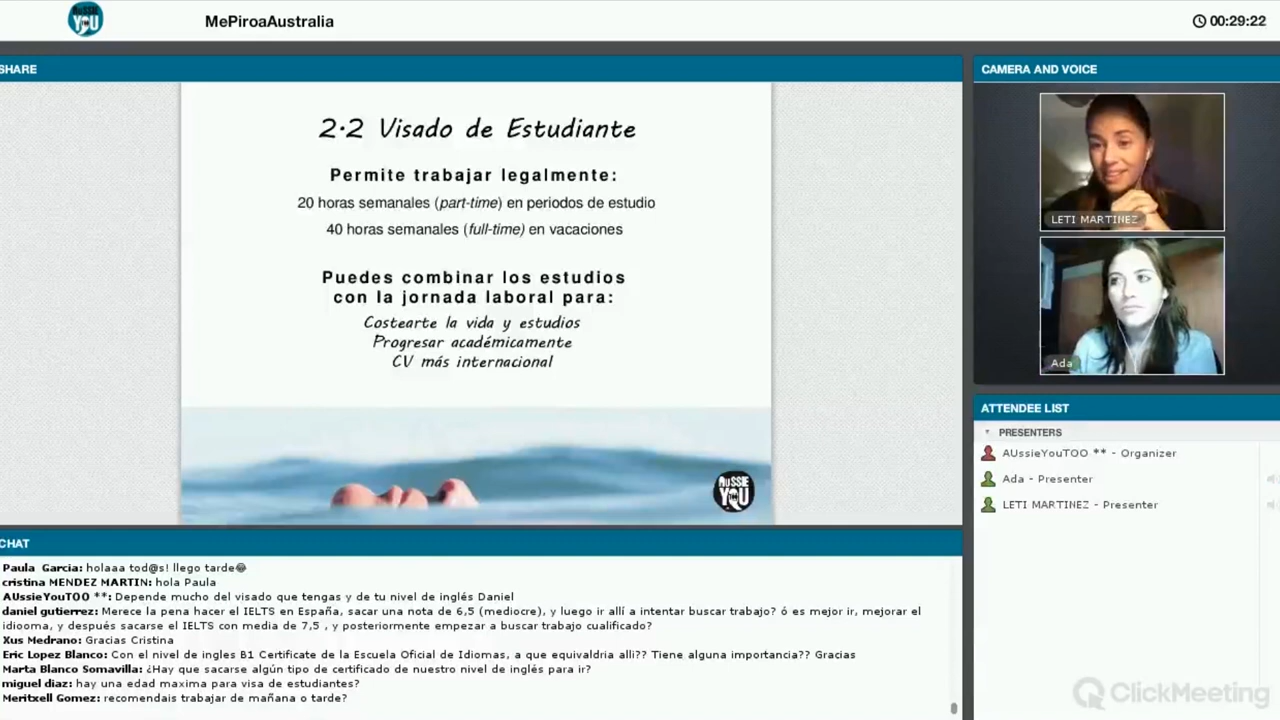 AUSSIE
YOU
MePiroaAustralia
00:29:22
SHARE
2.2 Visado de Estudiante
Permite trabajar legalmente:
20 horas semanales (part-time) en periodos de estudio
40 horas semanales (full-time) en vacaciones
Puedes combinar los estudios
con la jornada laboral para:
Costearte la vida y estudios
Progresar académicamente
CV más internacional
AUSSIE
YOU
CAMERA AND VOICE
LETI MARTINEZ
Ada
ATTENDEE LIST
PRESENTERS
AUssieYouTOO ** - Organizer
Ada - Presenter
LETI MARTINEZ - Presenter
CHAT
Paula Garcia: holaaa tod@s! llego tarde😂
cristina MENDEZ MARTIN: hola Paula
AUssieYouTOO **: Depende mucho del visado que tengas y de tu nivel de inglés Daniel
daniel gutierrez: Merece la pena hacer el IELTS en España, sacar una nota de 6,5 (mediocre), y luego ir allí a intentar buscar trabajo? ó es mejor ir, mejorar el
idiooma, y después sacarse el IELTS con media de 7,5 , y posteriormente empezar a buscar trabajo cualificado?
Xus Medrano: Gracias Cristina
Eric Lopez Blanco: Con el nivel de ingles B1 Certificate de la Escuela Oficial de Idiomas, a que equivaldria alli?? Tiene alguna importancia?? Gracias
Marta Blanco Somavilla: ¿Hay que sacarse algún tipo de certificado de nuestro nivel de inglés para ir?
miguel diaz: hay una edad maxima para visa de estudiantes?
Meritxell Gomez: recomendais trabajar de mañana o tarde?
ClickMeeting